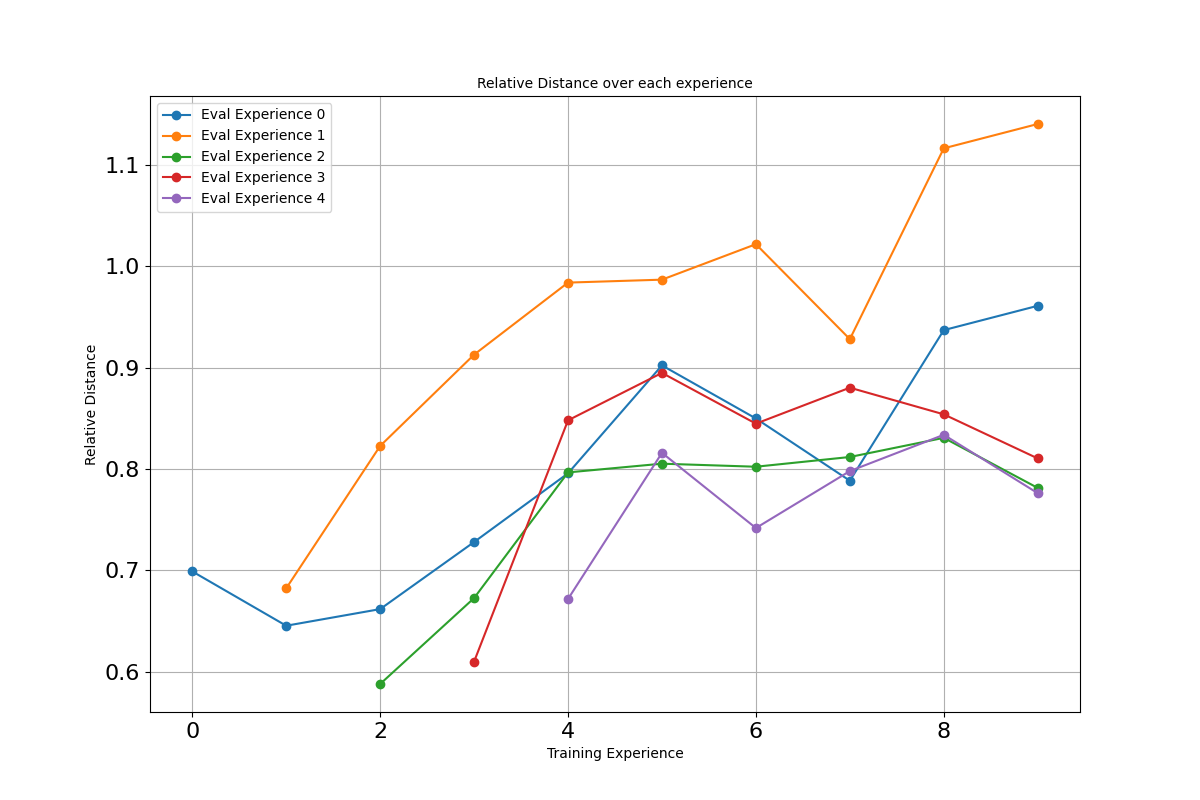 Relative Distance over each experience
Eval Experience 0
Eval Experience 1
Eval Experience 2
Eval Experience 3
Eval Experience 4
1.1
1.0
0.9
0.8
0.7
0.6
Relative Distance
0 2 4 6 8
Training Experience